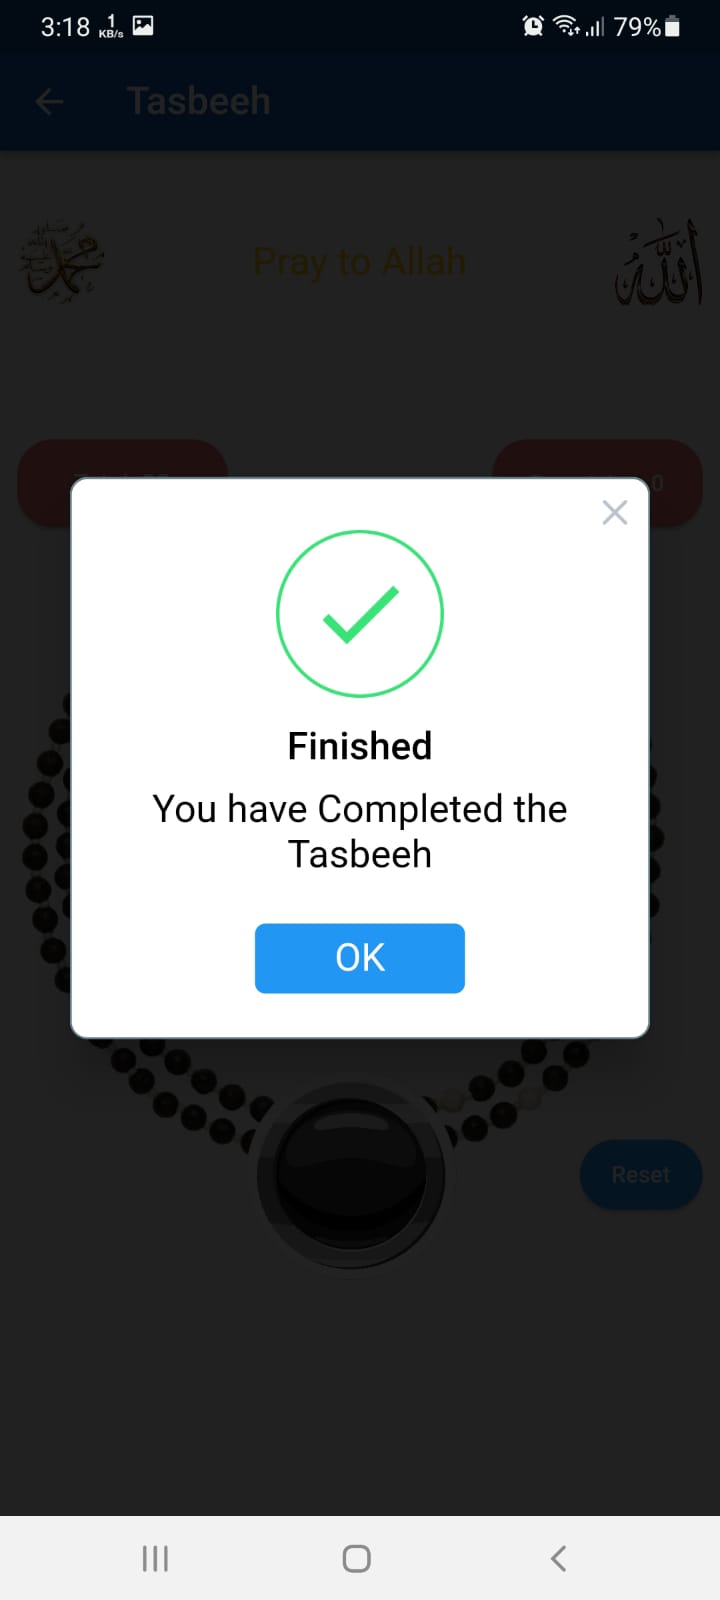 3:18 1 KB/s 79%
Tasbeeh
محمد Pray to Allah الله
0
Finished
You have Completed the
Tasbeeh
OK
Reset